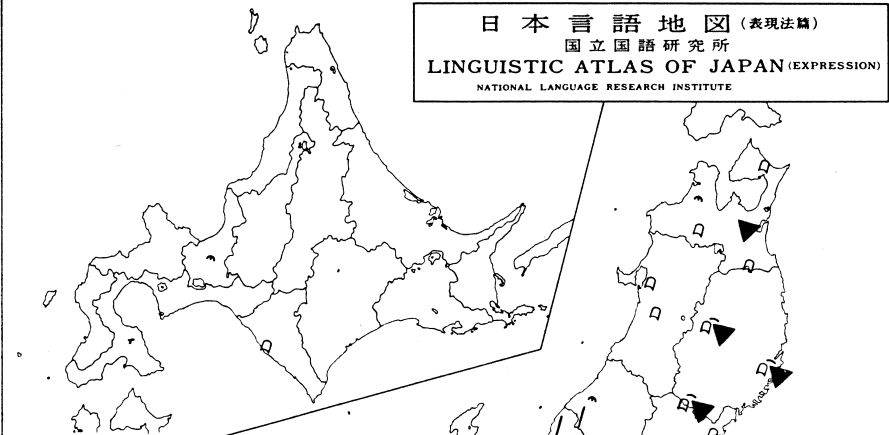 日本言語地図(表現法篇)
国立国語研究所
LINGUISTIC ATLAS OF JAPAN (EXPRESSION)
NATIONAL LANGUAGE RESEARCH INSTITUTE